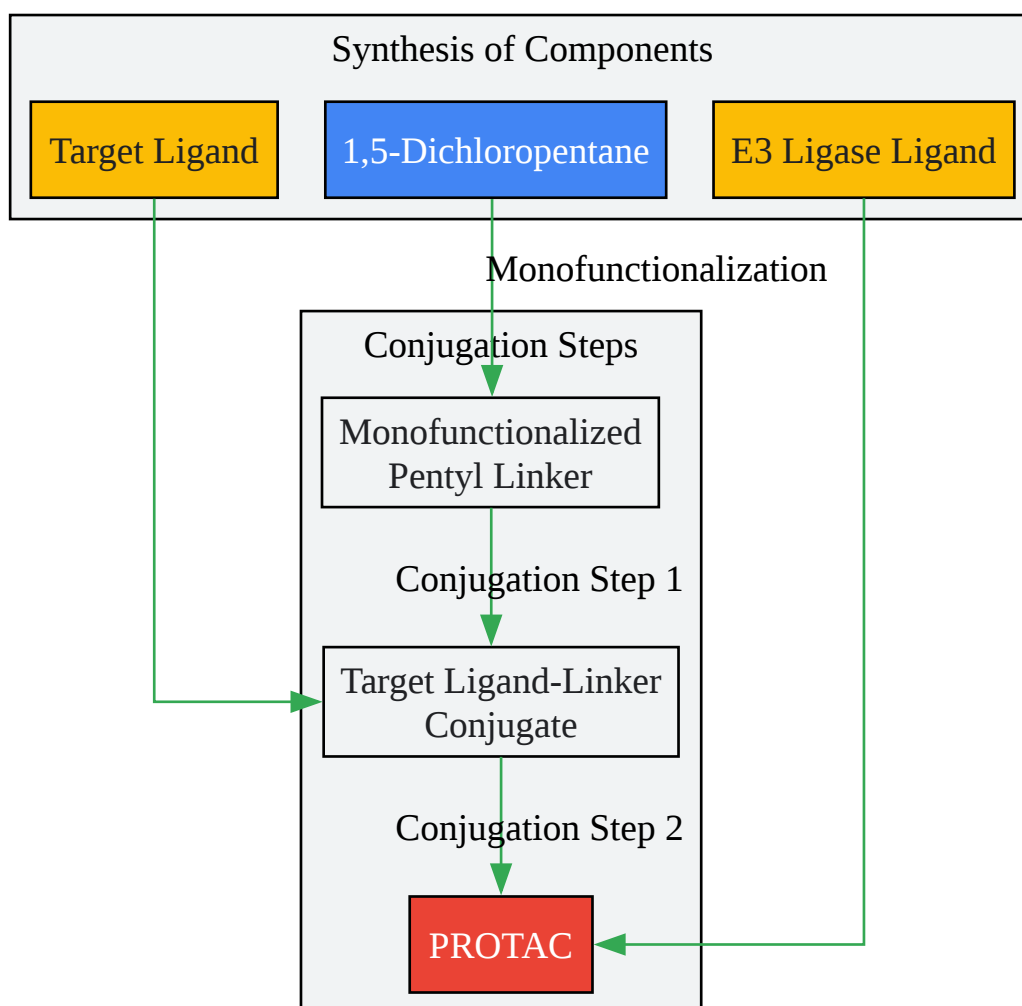 Synthesis of Components
Target Ligand
1,5-Dichloropentane
E3 Ligase Ligand
Monofunctionalization
Conjugation Steps
Monofunctionalized
Pentyl Linker
Conjugation Step 1
Target Ligand-Linker
Conjugate
Conjugation Step 2
PROTAC